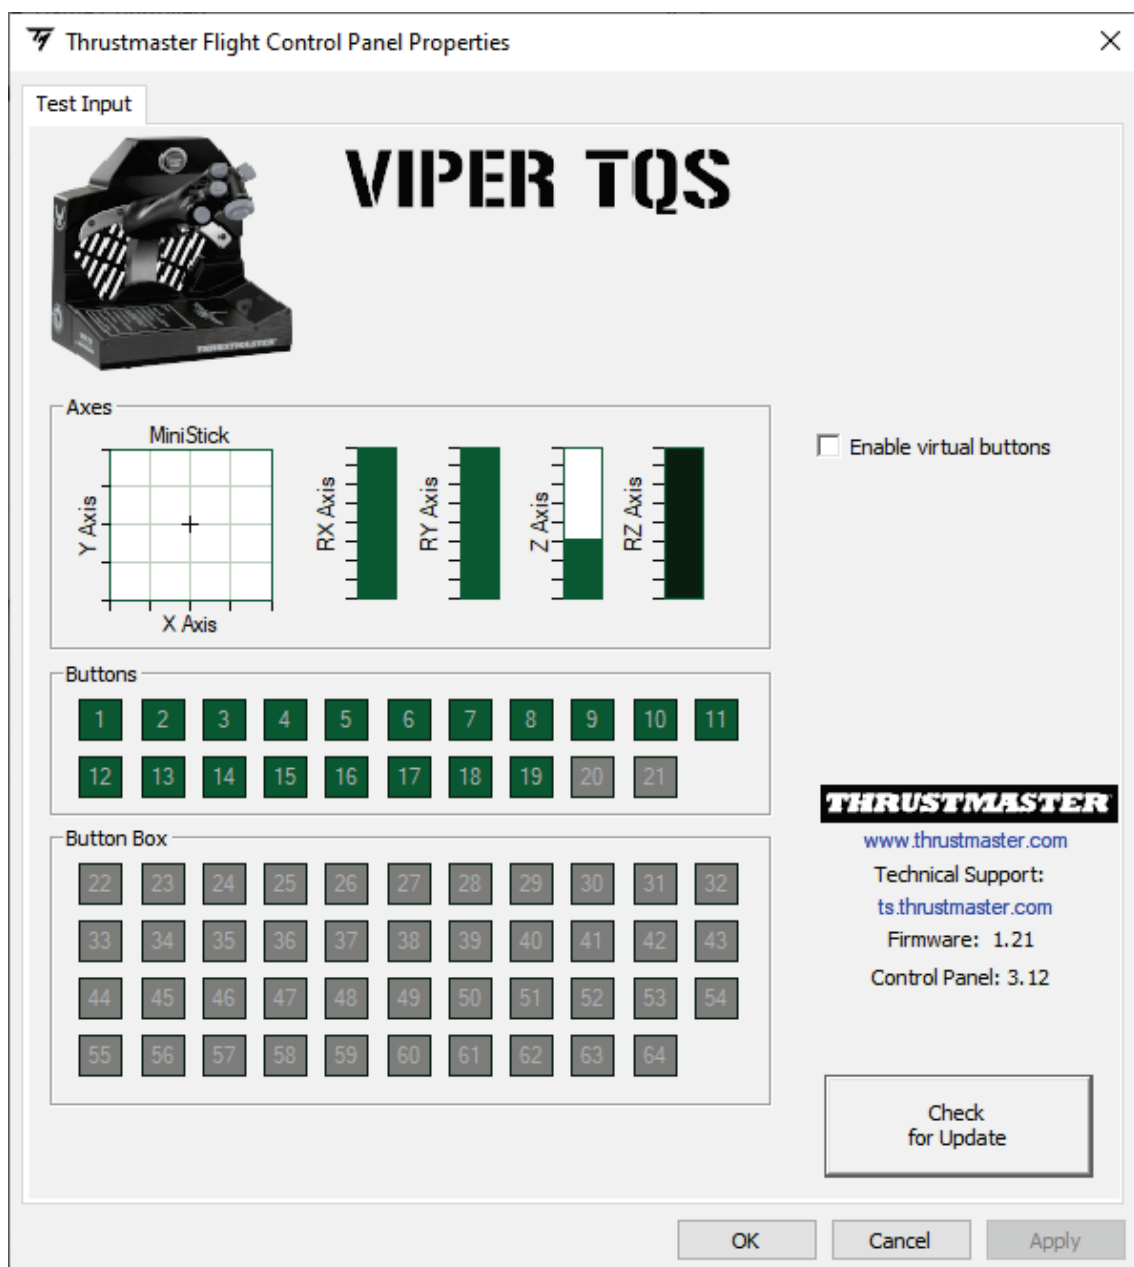 Thrustmaster Flight Control Panel Properties
Test Input
VIPER TQS
THRUSTMASTER
Axes
MiniStick
Y Axis
X Axis
RX Axis
RY Axis
Z Axis
RZ Axis
Enable virtual buttons
Buttons
1 2 3 4 5 6 7 8 9 10 11
12 13 14 15 16 17 18 19 20 21
Button Box
22 23 24 25 26 27 28 29 30 31 32
33 34 35 36 37 38 39 40 41 42 43
44 45 46 47 48 49 50 51 52 53 54
55 56 57 58 59 60 61 62 63 64
THRUSTMASTER
www.thrustmaster.com
Technical Support:
ts.thrustmaster.com
Firmware: 1.21
Control Panel: 3.12
Check
for Update
OK Cancel Apply